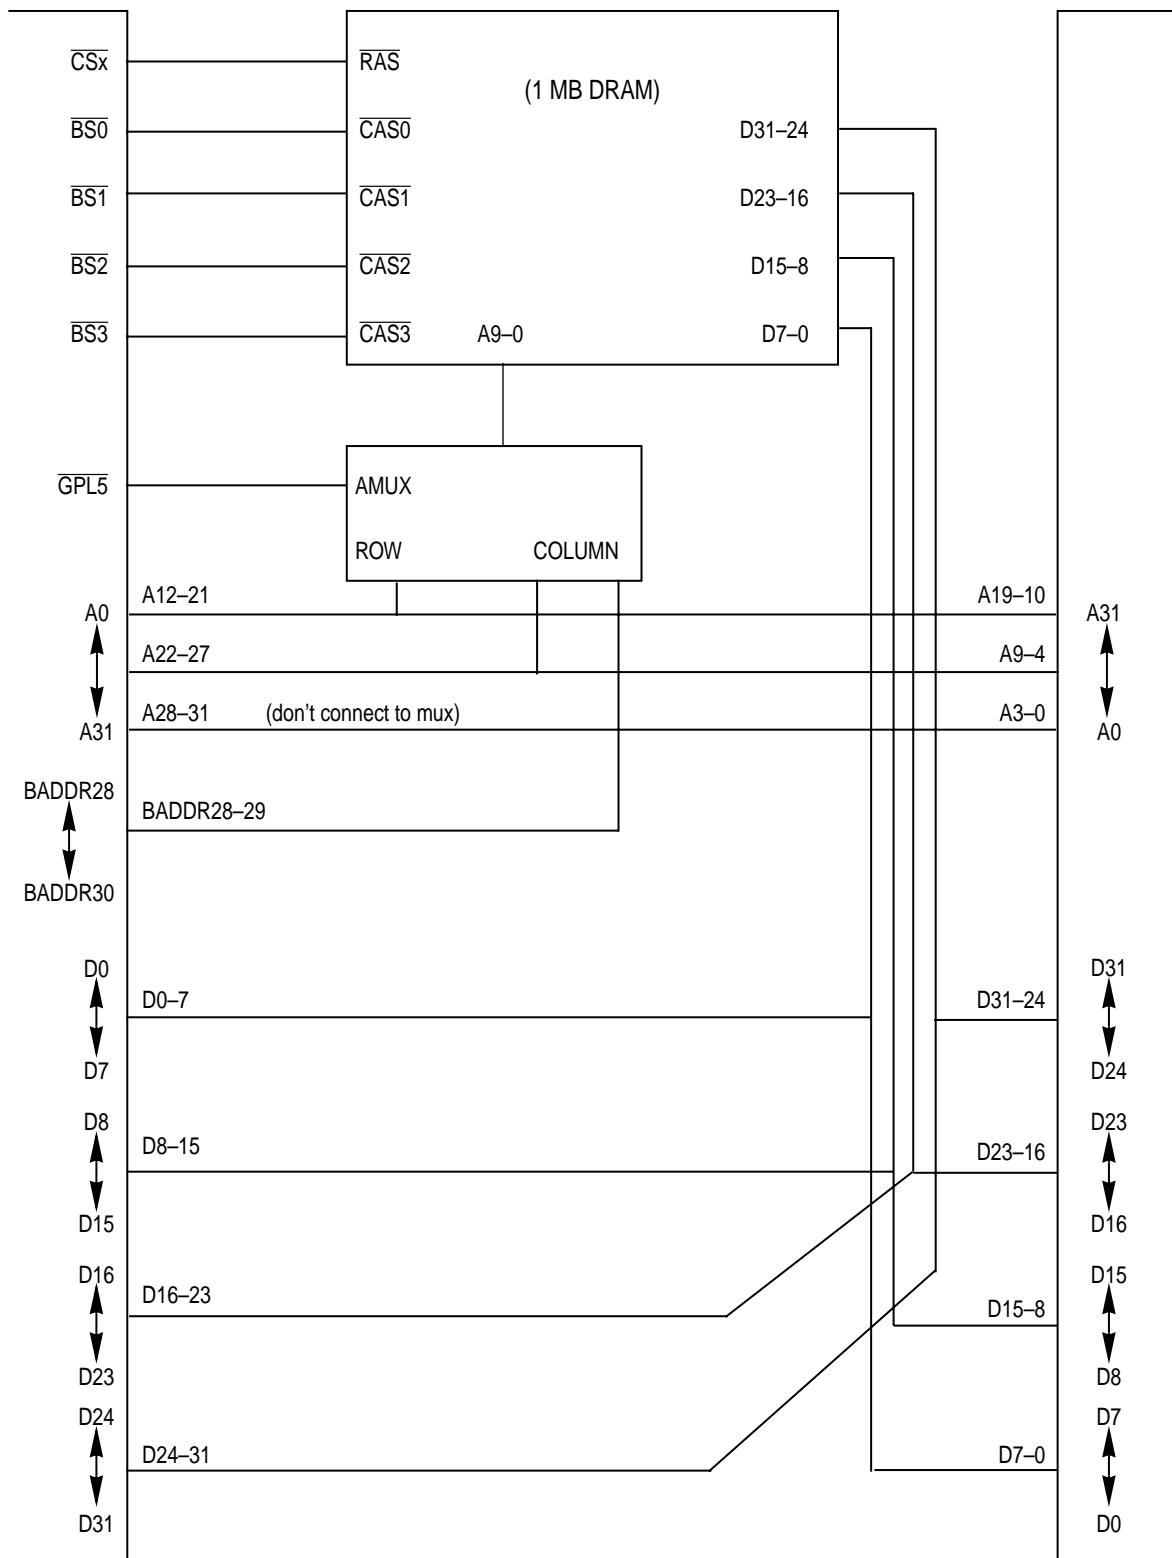 CSx RAS
(1 MB DRAM)
BS0 CAS0 D31–24
BS1 CAS1 D23–16
BS2 CAS2 D15–8
BS3 CAS3 A9–0 D7–0
GPL5 AMUX
ROW COLUMN
A12–21 A19–10
A0 A31
A22–27 A9–4
A28–31 (don't connect to mux) A3–0
A31 A0
BADDR28
BADDR28–29
BADDR30
D0 D31
D0–7 D31–24
D7 D24
D8 D23
D8–15 D23–16
D15 D16
D16 D15
D16–23 D15–8
D23 D8
D24 D7
D24–31 D7–0
D31 D0